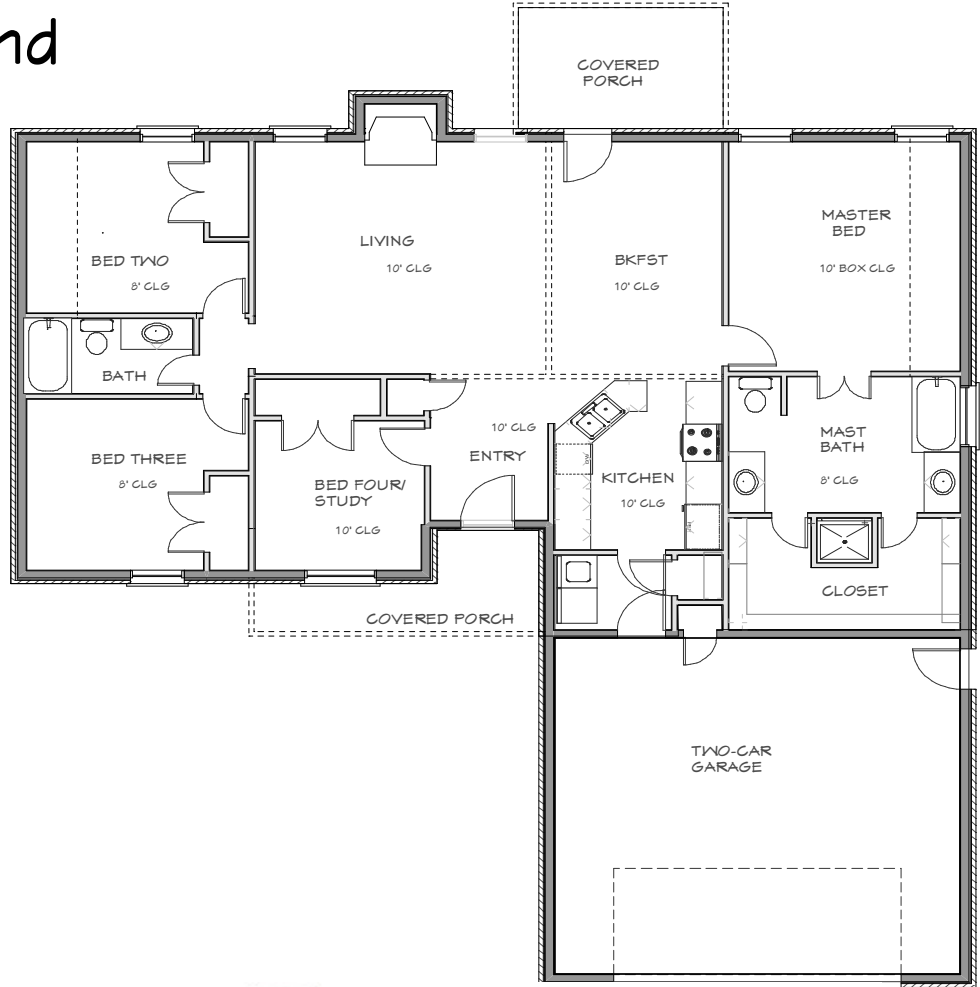 nd
COVERED
PORCH
LIVING
10' CLG
BKFST
10' CLG
MASTER
BED
10' BOX CLG
BED TWO
8' CLG
BATH
BED THREE
8' CLG
BED FOUR/
STUDY
10' CLG
10' CLG
ENTRY
KITCHEN
10' CLG
DW
MAST
BATH
8' CLG
CLOSET
COVERED PORCH
TWO-CAR
GARAGE